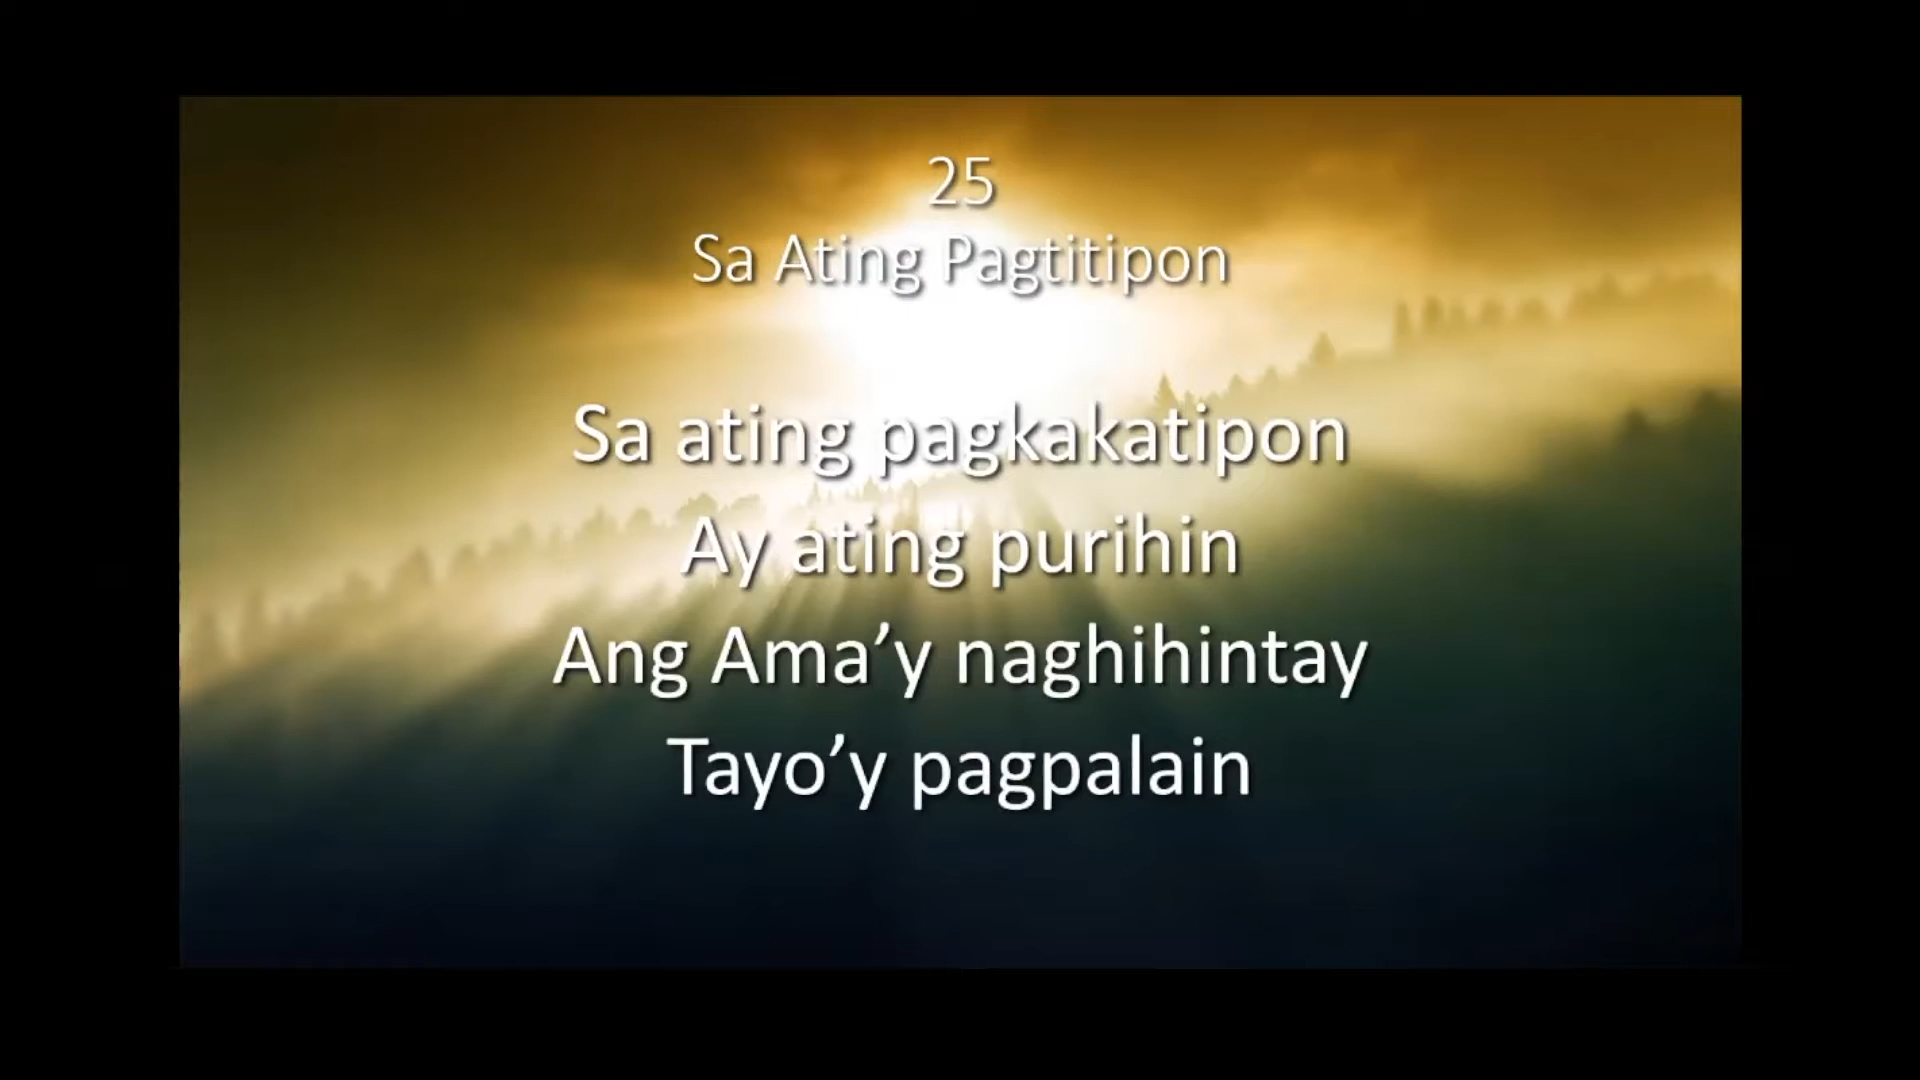 25
Sa Ating Pagtitipon
Sa ating pagkakatipon
Ay ating purihin
Ang Ama’y naghihintay
Tayo’y pagpalain